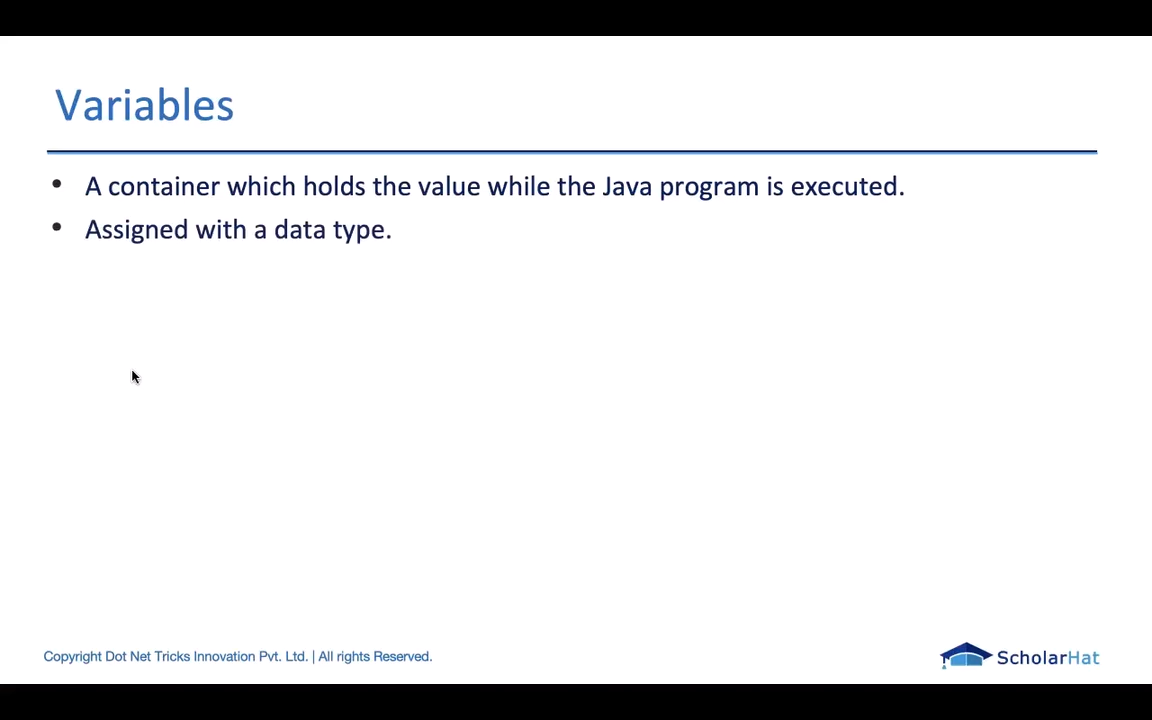 Variables
• A container which holds the value while the Java program is executed.
• Assigned with a data type.
Copyright Dot Net Tricks Innovation Pvt. Ltd. | All rights Reserved.
ScholarHat